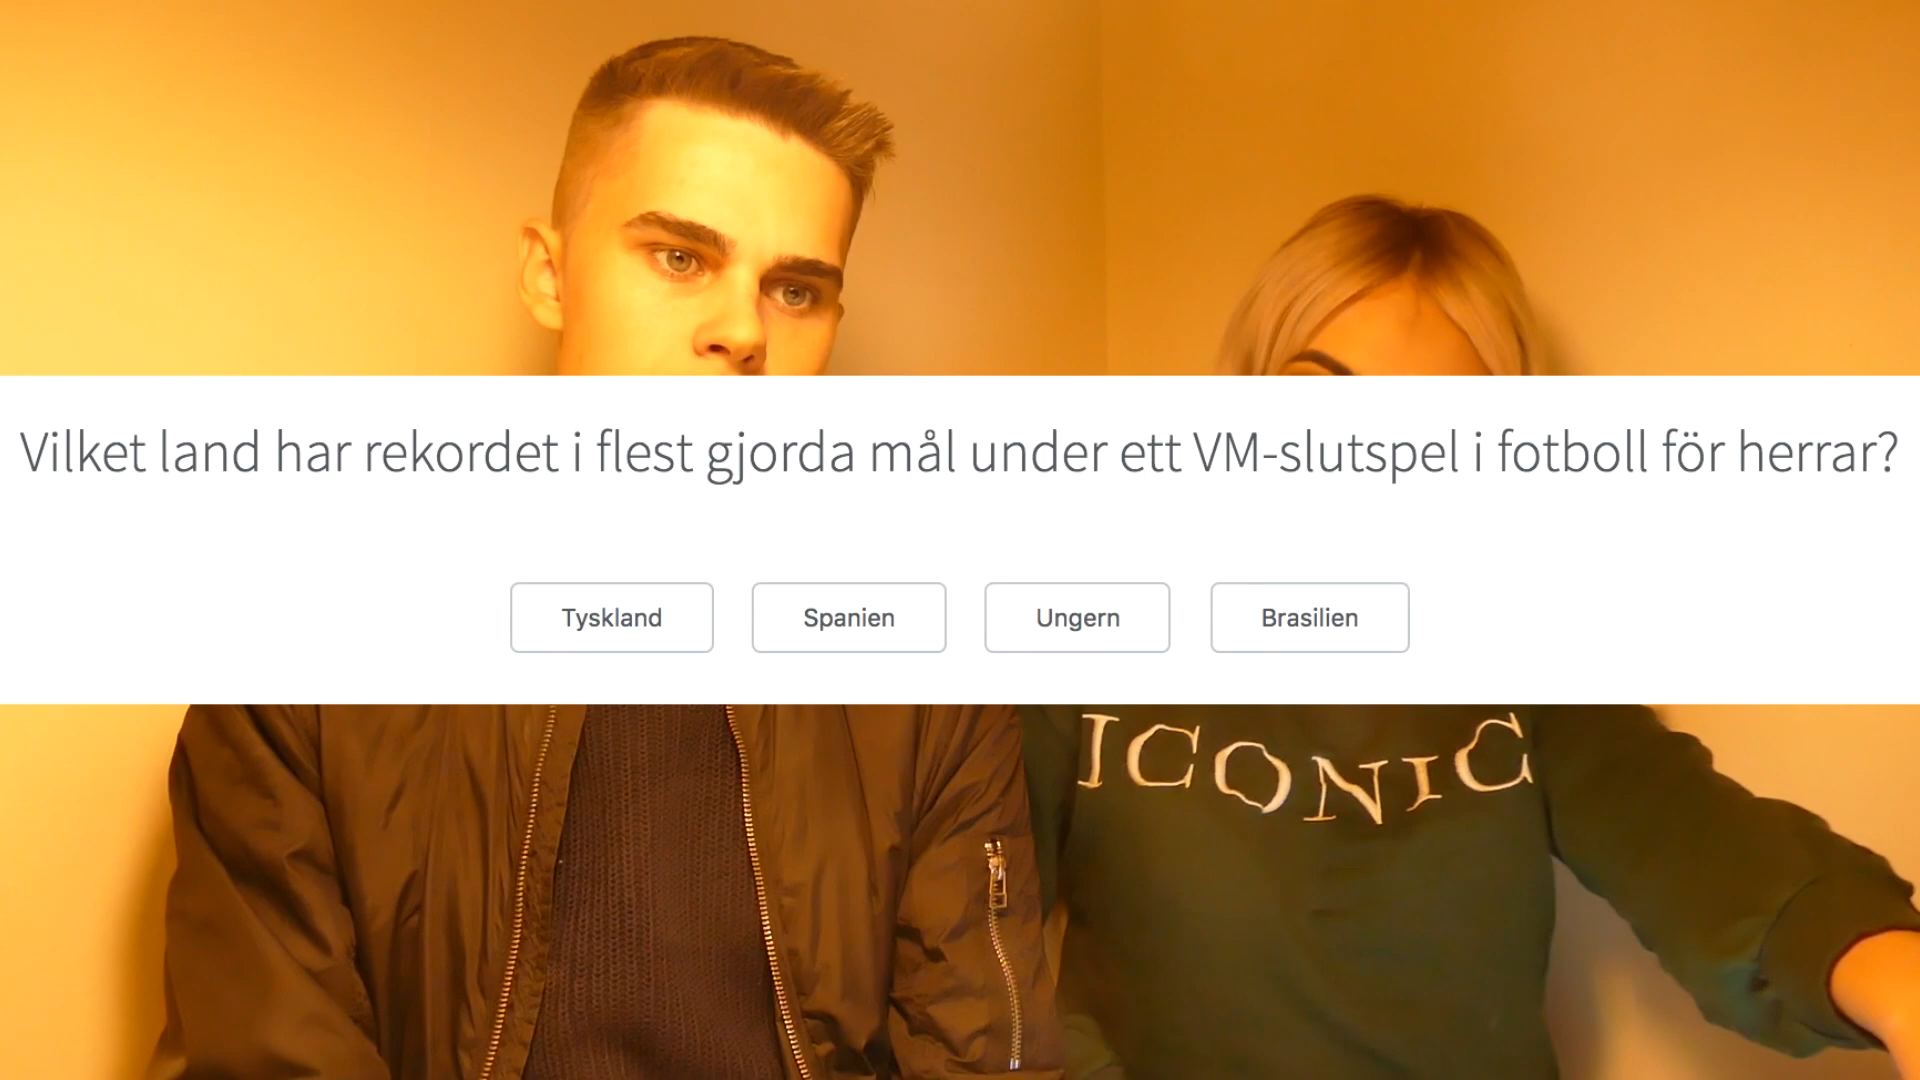 Vilket land har rekordet i flest gjorda mål under ett VM-slutspel i fotboll för herrar?
Tyskland Spanien Ungern Brasilien
ICONIC